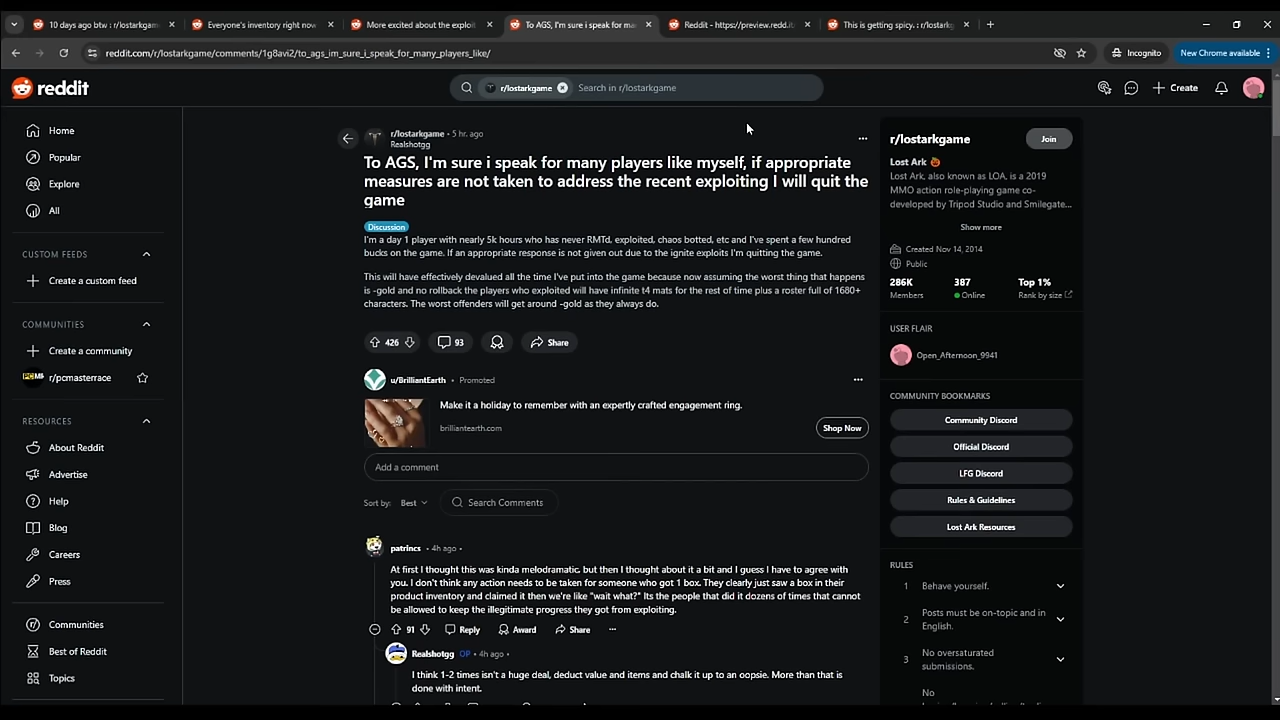 10 days ago btw : r/lostarkgam
Everyone's inventory right now
More excited about the exploi
To AGS, I'm sure i speak for ma
Reddit - https://preview.redd.it
This is getting spicy. : r/lostark
reddit.com/r/lostarkgame/comments/1g8avi2/to_ags_im_sure_i_speak_for_many_players_like/
Incognito
New Chrome available
reddit
r/lostarkgame
Search in r/lostarkgame
Create
Home
Popular
Explore
All
CUSTOM FEEDS
Create a custom feed
COMMUNITIES
Create a community
r/pcmasterrace
RESOURCES
About Reddit
Advertise
Help
Blog
Careers
Press
Communities
Best of Reddit
Topics
r/lostarkgame • 5 hr. ago
Realshotgg
To AGS, I'm sure i speak for many players like myself, if appropriate
measures are not taken to address the recent exploiting I will quit the
game
Discussion
I'm a day 1 player with nearly 5k hours who has never RMTd, exploited, chaos botted, etc and I've spent a few hundred
bucks on the game. If an appropriate response is not given out due to the ignite exploits I'm quitting the game.
This will have effectively devalued all the time I've put into the game because now assuming the worst thing that happens
is -gold and no rollback the players who exploited will have infinite t4 mats for the rest of time plus a roster full of 1680+
characters. The worst offenders will get around -gold as they always do.
426
93
Share
u/BrilliantEarth • Promoted
Make it a holiday to remember with an expertly crafted engagement ring.
brilliantearth.com
Shop Now
Add a comment
Sort by: Best
Search Comments
patrincs • 4h ago •
At first I thought this was kinda melodramatic, but then I thought about it a bit and I guess I have to agree with
you. I don't think any action needs to be taken for someone who got 1 box. They clearly just saw a box in their
product inventory and claimed it then we're like "wait what?" Its the people that did it dozens of times that cannot
be allowed to keep the illegitimate progress they got from exploiting.
91
Reply
Award
Share
Realshotgg OP • 4h ago •
I think 1-2 times isn't a huge deal, deduct value and items and chalk it up to an oopsie. More than that is
done with intent.
r/lostarkgame
Join
Lost Ark
Lost Ark, also known as LOA, is a 2019
MMO action role-playing game co-
developed by Tripod Studio and Smilegate...
Show more
Created Nov 14, 2014
Public
286K 387 Top 1%
Members Online Rank by size
USER FLAIR
Open_Afternoon_9941
COMMUNITY BOOKMARKS
Community Discord
Official Discord
LFG Discord
Rules & Guidelines
Lost Ark Resources
RULES
1 Behave yourself.
2 Posts must be on-topic and in
English.
3 No oversaturated
submissions.
No